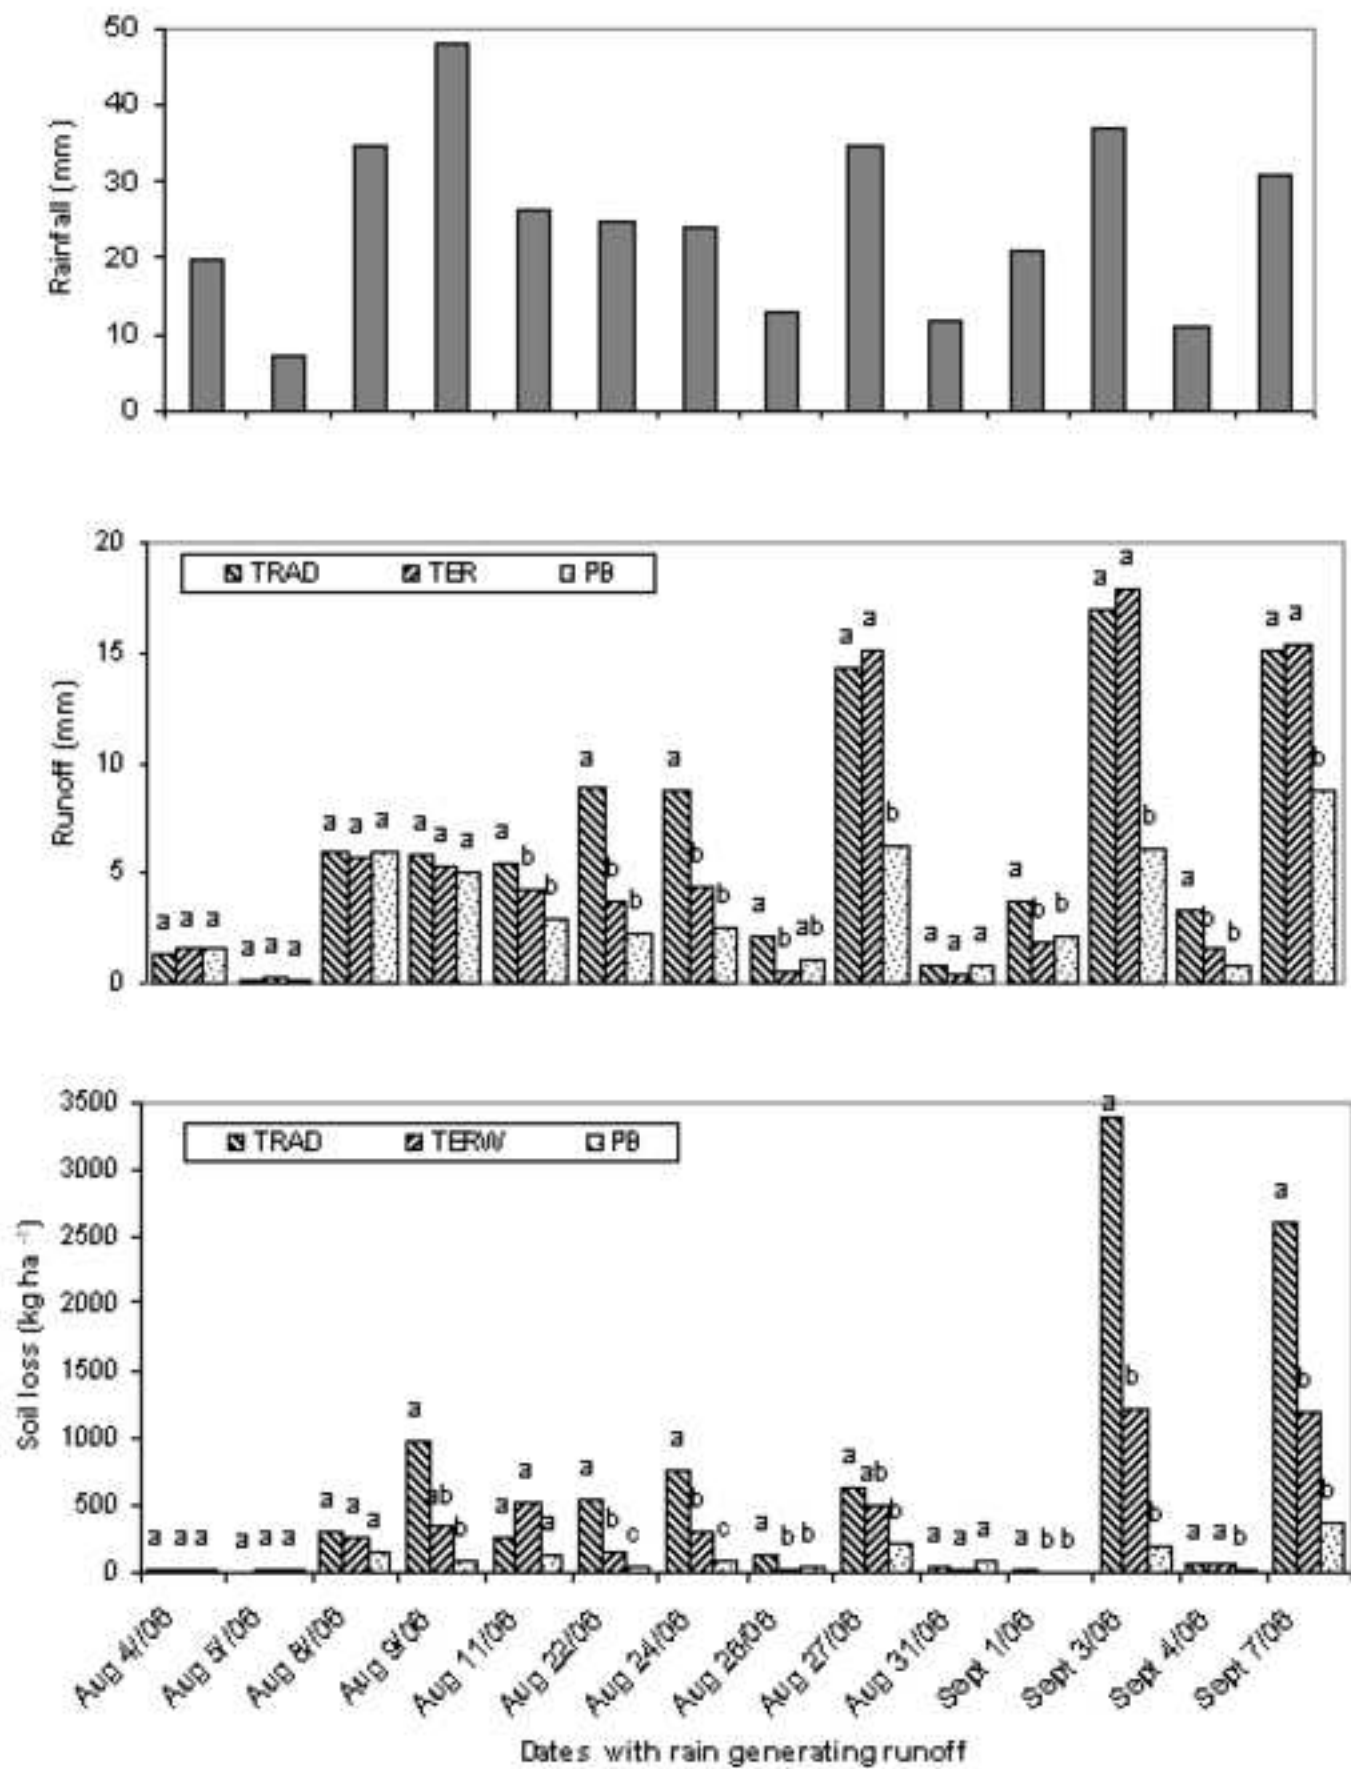 50
40
30
20
10
0
Rainfall (mm)
20
15
10
5
0
Runoff (mm)
TRAD TER PB
a a a a a a a a a a a a a b b a b b a b b a b ab a a b a a a a b b a a b a b b a a b
3500
3000
2500
2000
1500
1000
500
0
Soil loss (kg ha ⁻¹)
TRAD TERW PB
a a a a a a a a a a ab b a a a a b c a b c a b b a ab b a a a a b b a b b a a b a b b
Aug 4//06 Aug 5//06 Aug 8//06 Aug 9/06 Aug 11/06 Aug 22/06 Aug 24/06 Aug 26/06 Aug 27/06 Aug 31/06 Sept 1/06 Sept 3/06 Sept 4/06 Sept 7/06
Dates with rain generating runoff